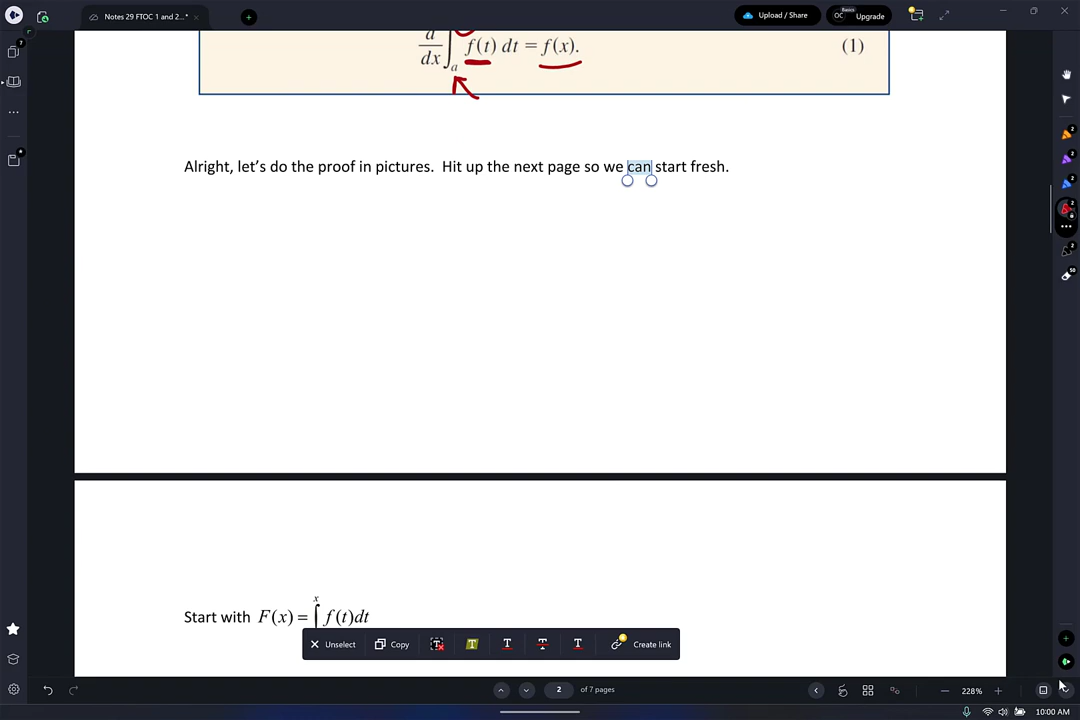 Notes 29 FTOC 1 and 2...*
Upload / Share
OC
Basics
Upgrade
d/dx ∫a f(t) dt = f(x). (1)
Alright, let's do the proof in pictures. Hit up the next page so we can start fresh.
Start with F(x) = ∫ˣ f(t)dt
Unselect
Copy
Create link
2
of 7 pages
228%
10:00 AM